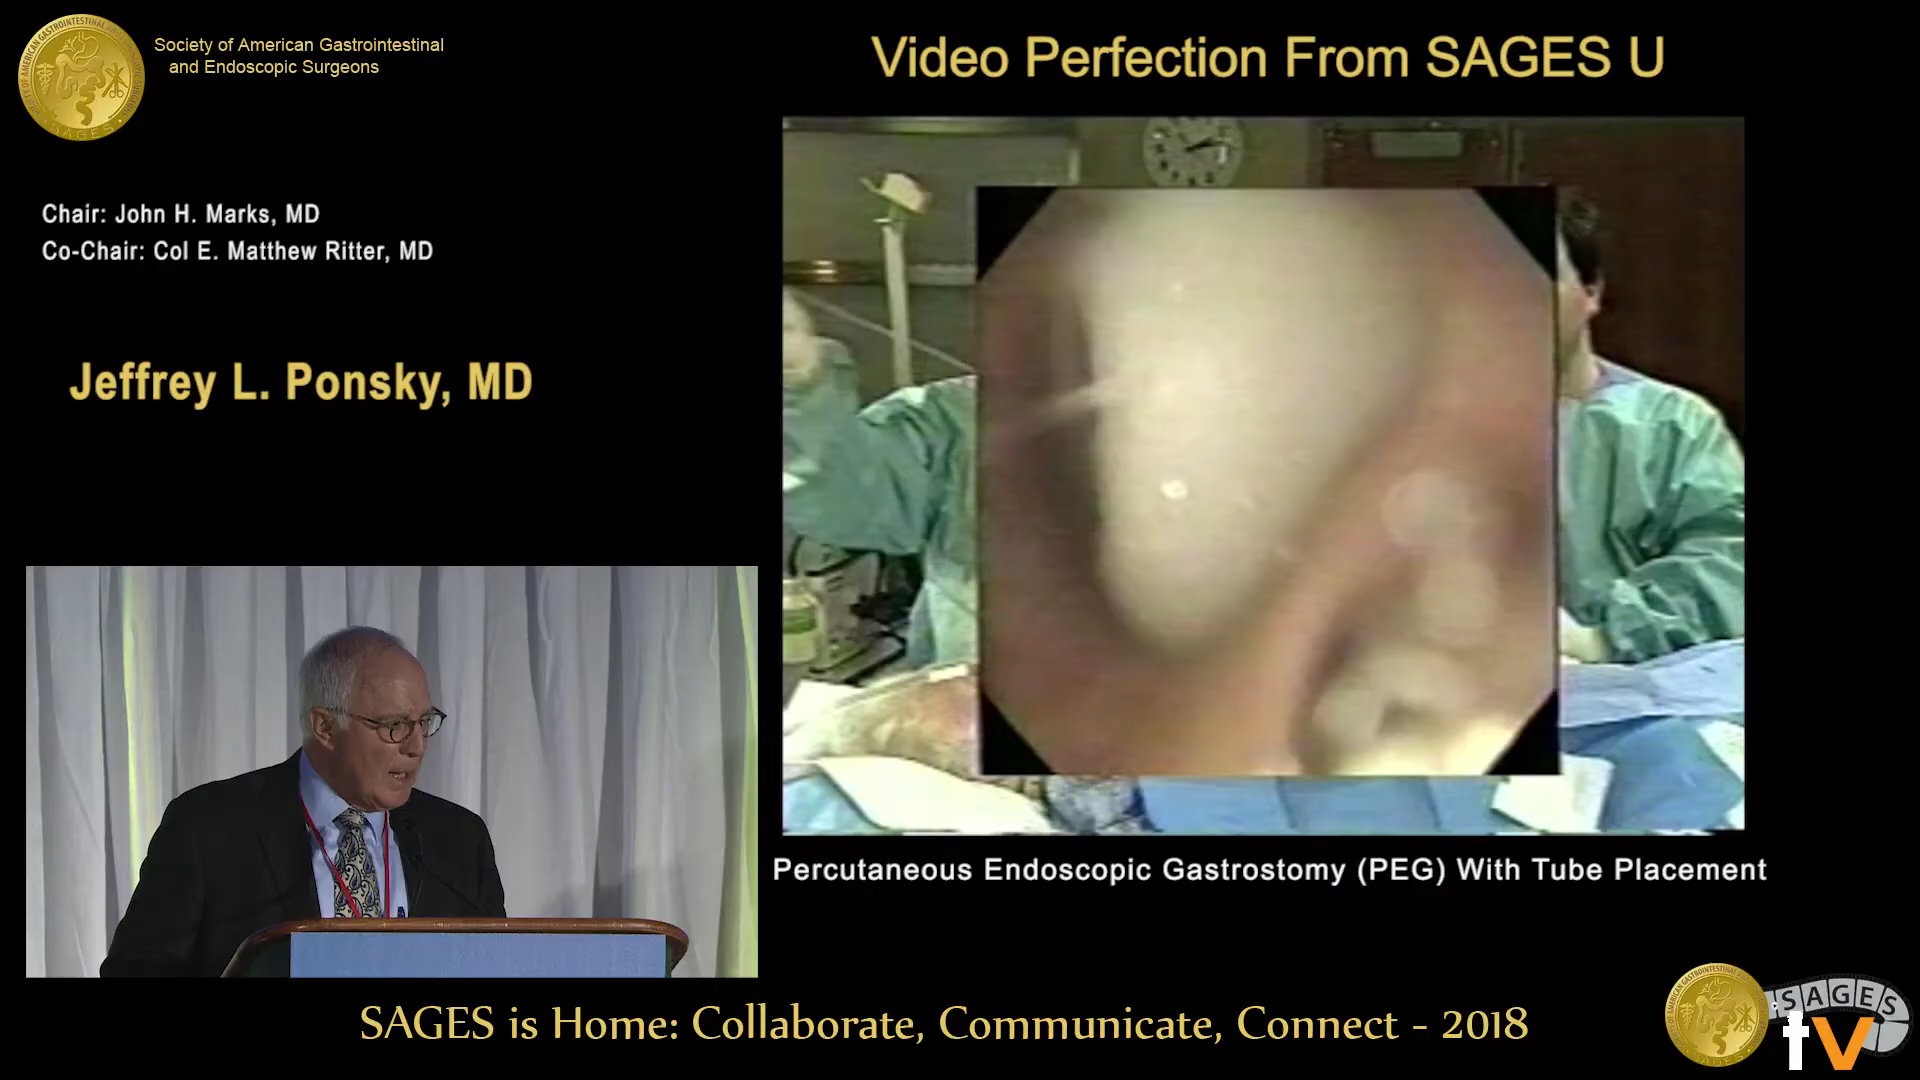 Society of American Gastrointestinal
and Endoscopic Surgeons
Video Perfection From SAGES U
Chair: John H. Marks, MD
Co-Chair: Col E. Matthew Ritter, MD
Jeffrey L. Ponsky, MD
Percutaneous Endoscopic Gastrostomy (PEG) With Tube Placement
SAGES is Home: Collaborate, Communicate, Connect - 2018
SAGES
tv